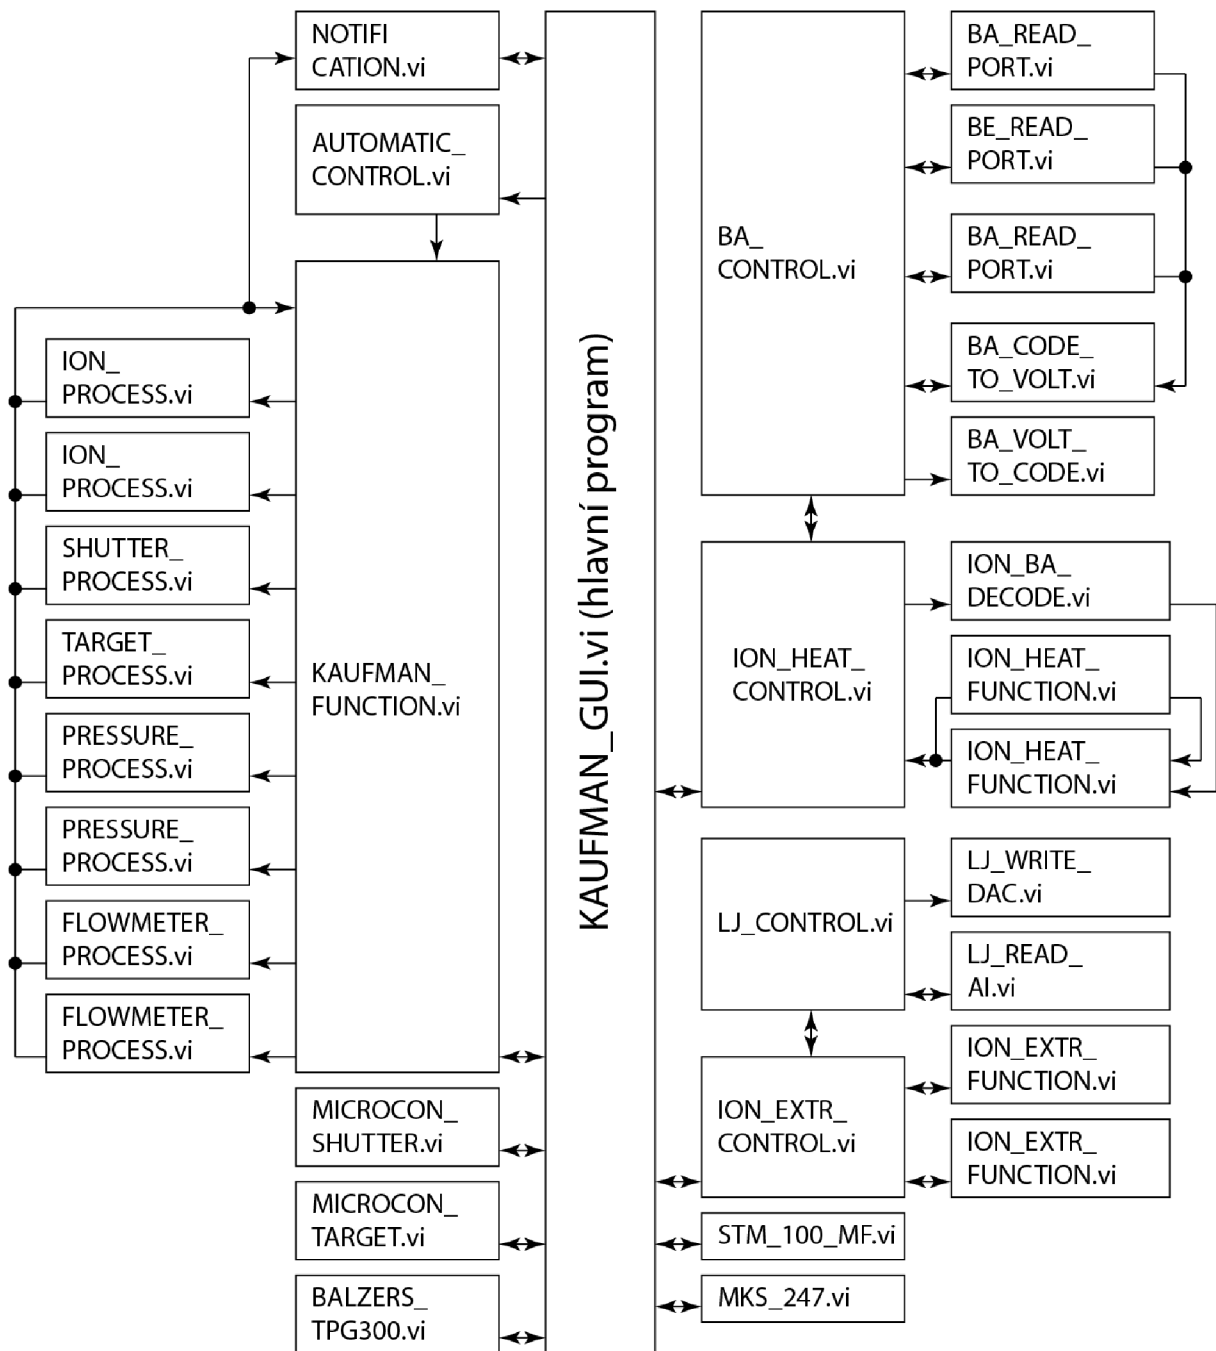 NOTIFI
CATION.vi
AUTOMATIC_
CONTROL.vi
ION_
PROCESS.vi
ION_
PROCESS.vi
SHUTTER_
PROCESS.vi
TARGET_
PROCESS.vi
PRESSURE_
PROCESS.vi
PRESSURE_
PROCESS.vi
FLOWMETER_
PROCESS.vi
FLOWMETER_
PROCESS.vi
KAUFMAN_
FUNCTION.vi
MICROCON_
SHUTTER.vi
MICROCON_
TARGET.vi
BALZERS_
TPG300.vi
KAUFMAN_GUI.vi (hlavní program)
BA_
CONTROL.vi
BA_READ_
PORT.vi
BE_READ_
PORT.vi
BA_READ_
PORT.vi
BA_CODE_
TO_VOLT.vi
BA_VOLT_
TO_CODE.vi
ION_HEAT_
CONTROL.vi
ION_BA_
DECODE.vi
ION_HEAT_
FUNCTION.vi
ION_HEAT_
FUNCTION.vi
LJ_CONTROL.vi
LJ_WRITE_
DAC.vi
LJ_READ_
AI.vi
ION_EXTR_
CONTROL.vi
ION_EXTR_
FUNCTION.vi
ION_EXTR_
FUNCTION.vi
STM_100_MF.vi
MKS_247.vi